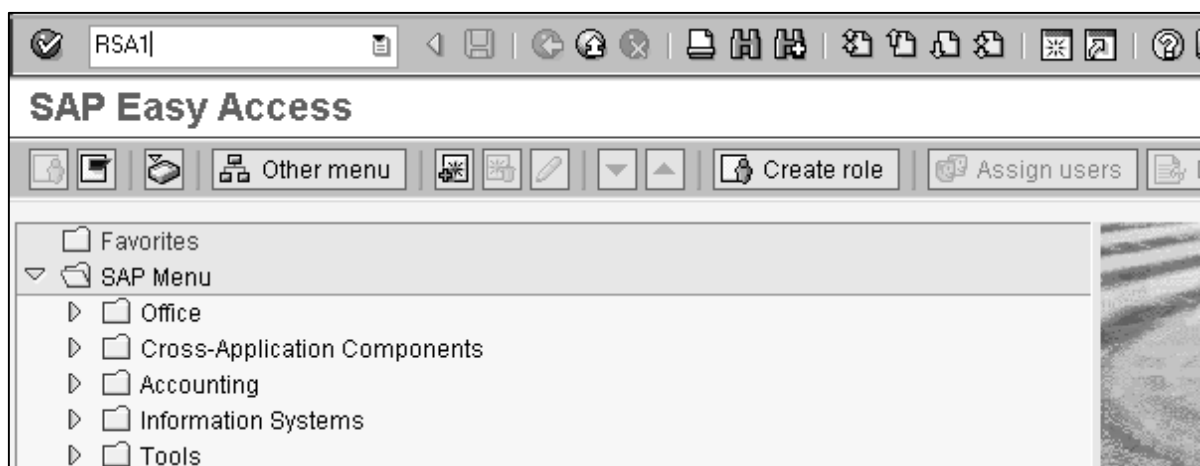 RSA1
SAP Easy Access
Other menu Create role Assign users
Favorites
SAP Menu
Office
Cross-Application Components
Accounting
Information Systems
Tools